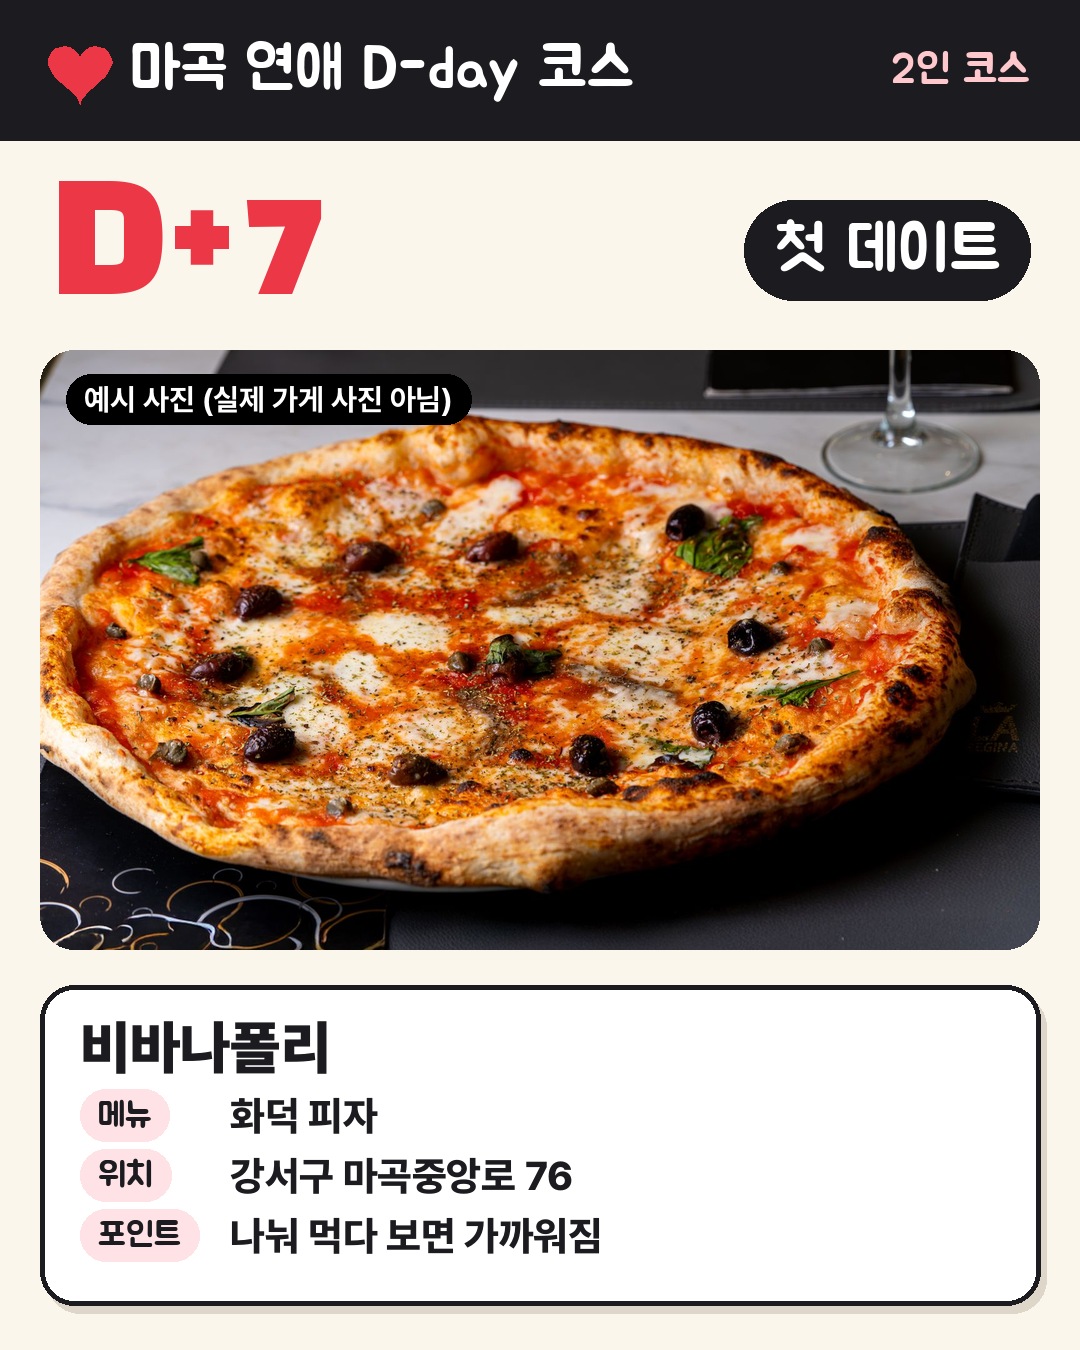 마곡 연애 D-day 코스
2인 코스
D+7
첫 데이트
예시 사진 (실제 가게 사진 아님)
비바나폴리
메뉴 화덕 피자
위치 강서구 마곡중앙로 76
포인트 나눠 먹다 보면 가까워짐